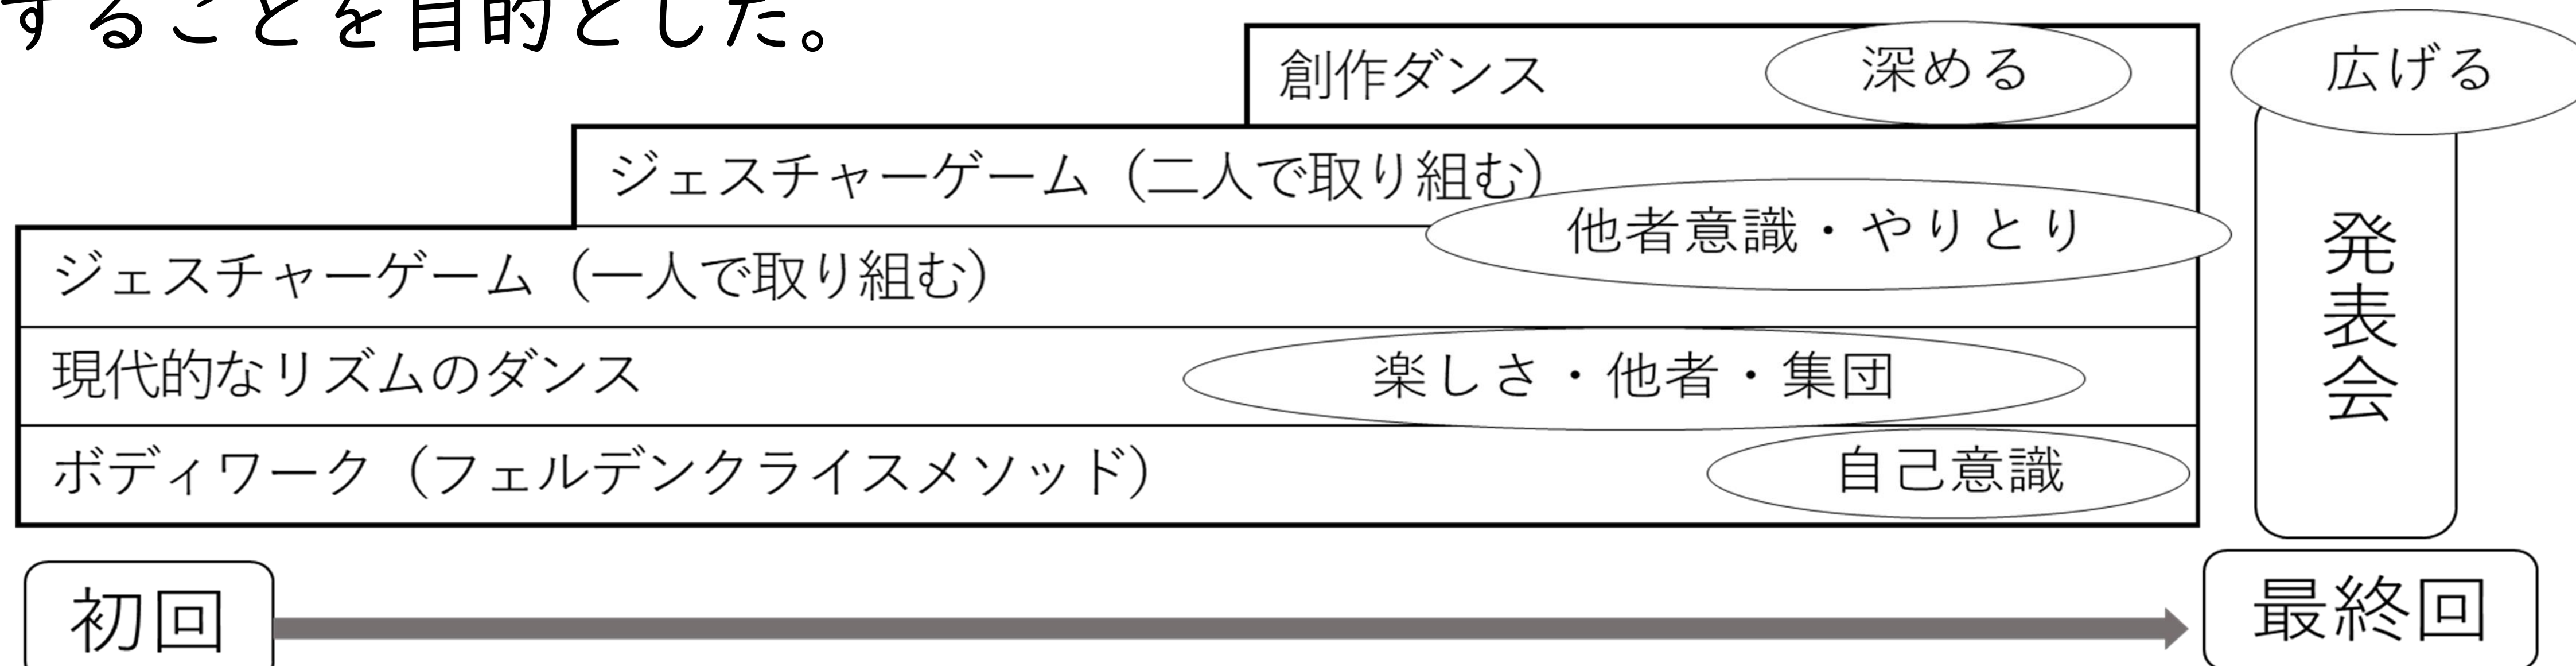 することを目的とした。
創作ダンス
深める
広げる
ジェスチャーゲーム（二人で取り組む）
他者意識・やりとり
ジェスチャーゲーム（一人で取り組む）
現代的なリズムのダンス
楽しさ・他者・集団
ボディワーク（フェルデンクライスメソッド）
自己意識
発表会
初回
最終回